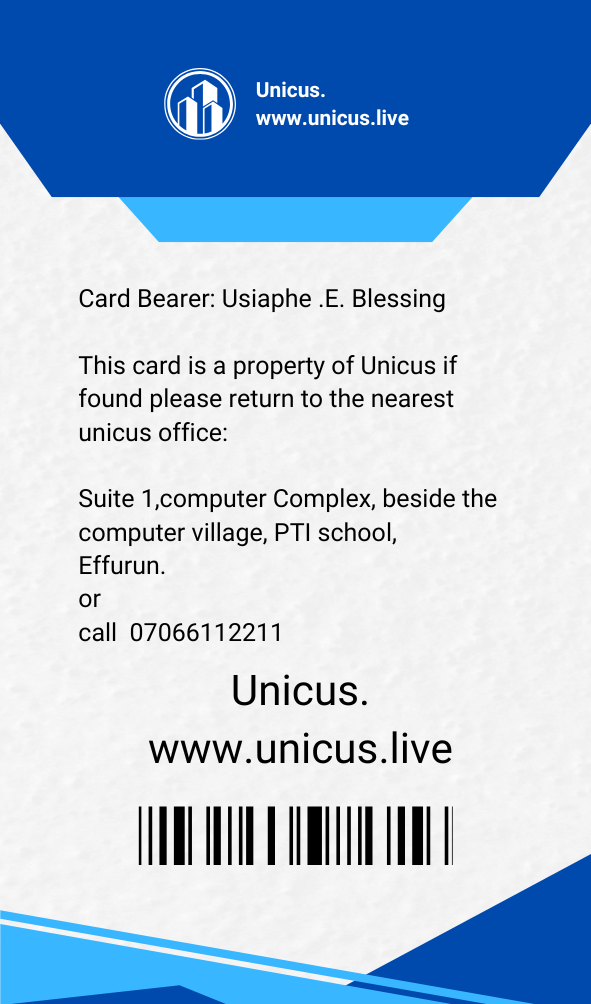 Unicus.
www.unicus.live
Card Bearer: Usiaphe .E. Blessing
This card is a property of Unicus if
found please return to the nearest
unicus office:
Suite 1,computer Complex, beside the
computer village, PTI school,
Effurun.
or
call  07066112211
Unicus.
www.unicus.live